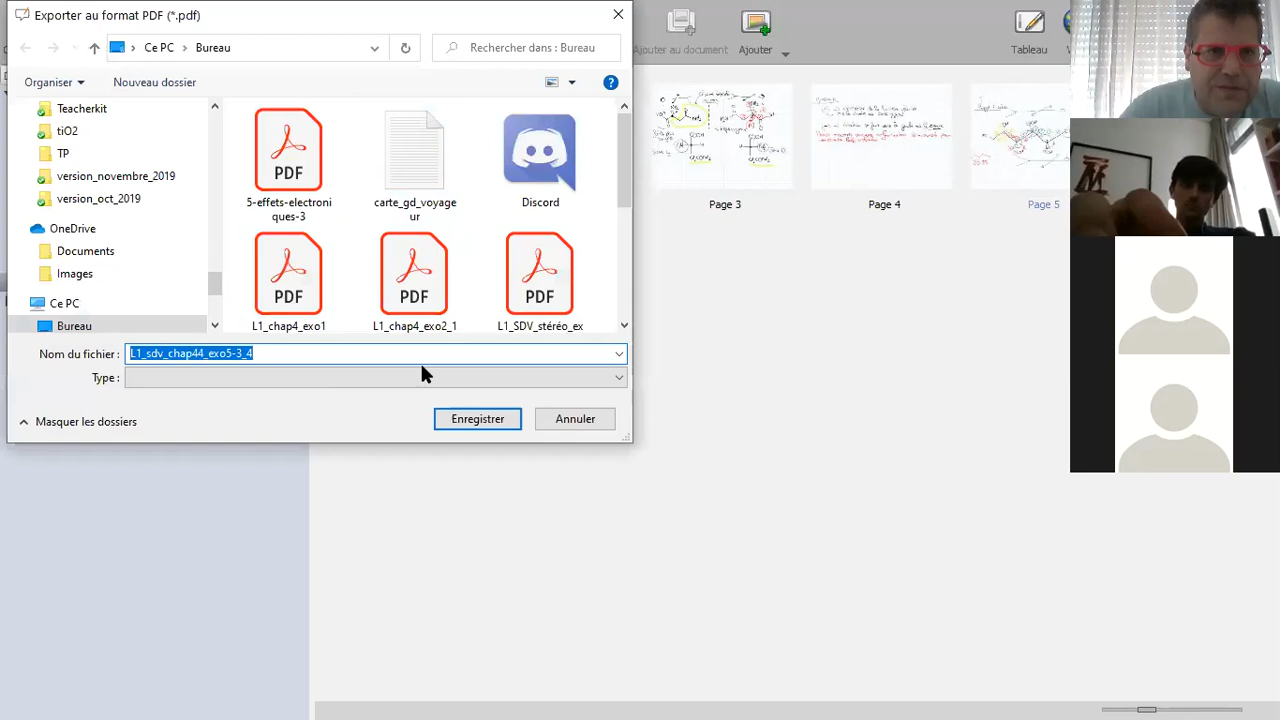 Exporter au format PDF (*.pdf)
Ce PC
Bureau
Rechercher dans : Bureau
Organiser
Nouveau dossier
Teacherkit
tiO2
TP
version_novembre_2019
version_oct_2019
OneDrive
Documents
Images
Ce PC
Bureau
PDF
5-effets-electroniques-3
carte_gd_voyageur
Discord
PDF
L1_chap4_exo1
PDF
L1_chap4_exo2_1
PDF
L1_SDV_stéréo_ex
Nom du fichier :
L1_sdv_chap44_exo5-3_4
Type :
Enregistrer
Annuler
Masquer les dossiers
Ajouter au document
Ajouter
Tableau
Page 3
Page 4
Page 5